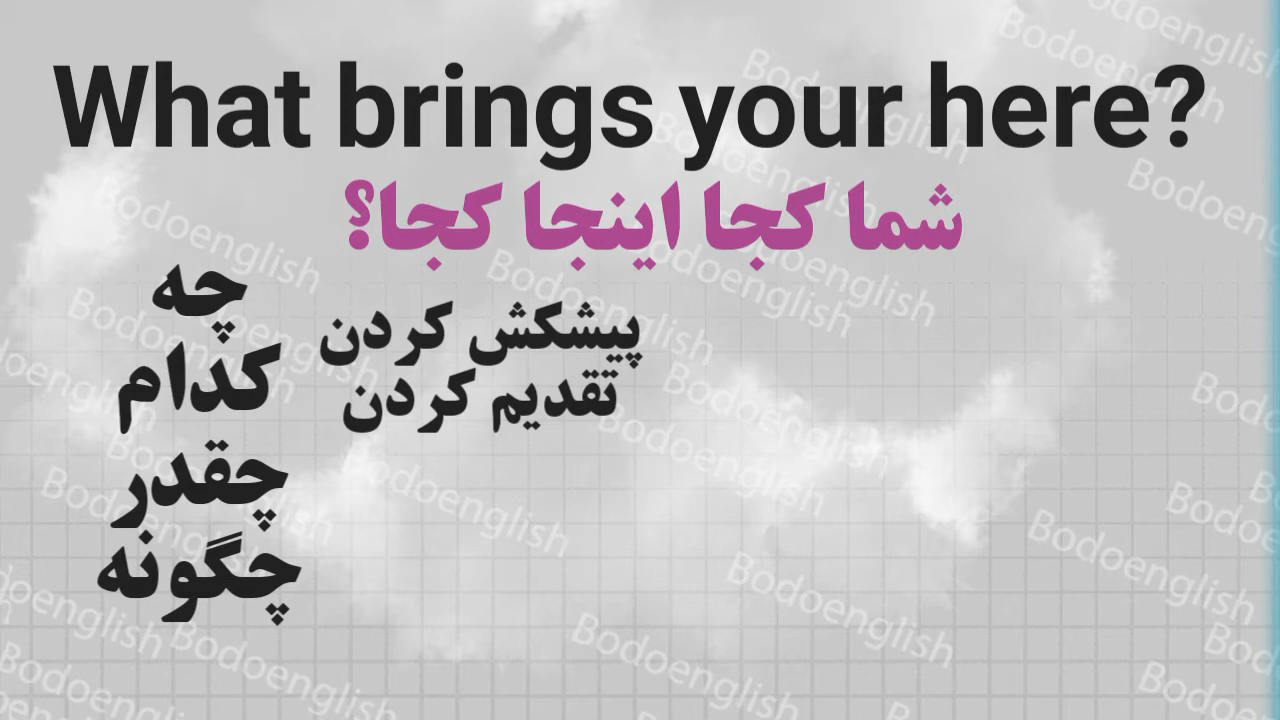 What brings your here?
شما کجا اینجا کجا؟
چه
کدام
چقدر
چگونه
پیشکش کردن
تقدیم کردن
Bodoenglish